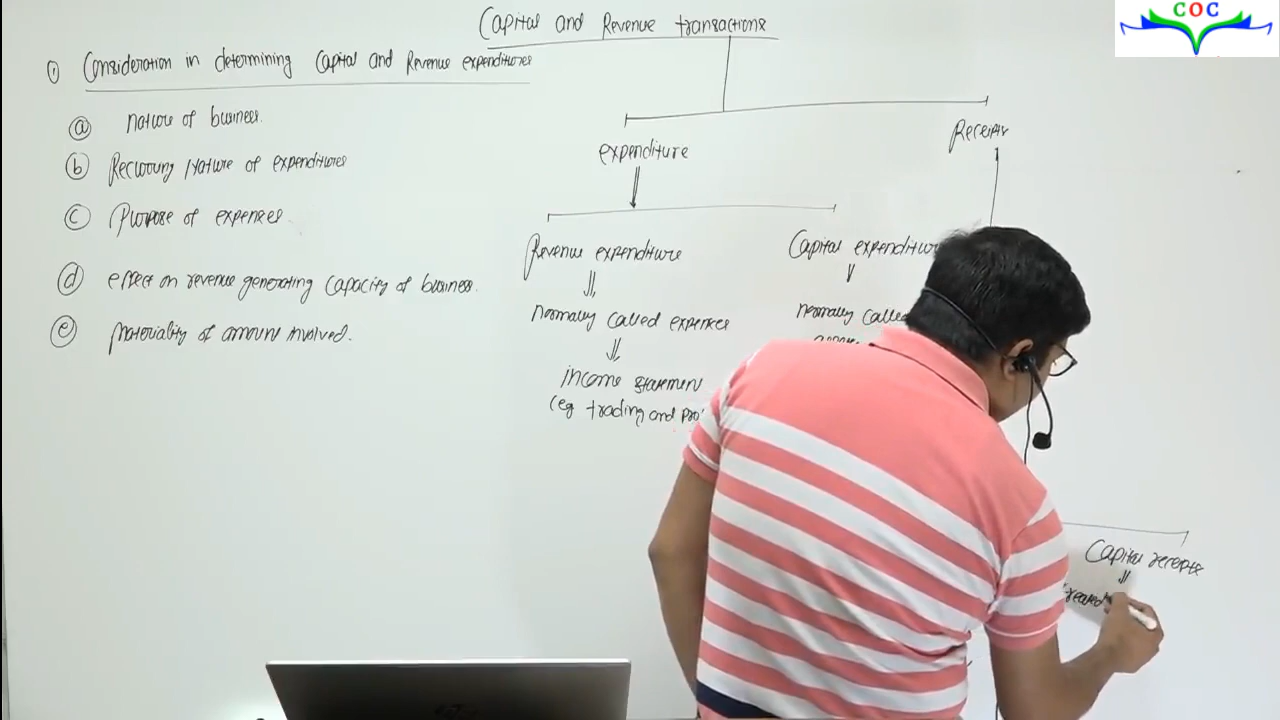 COC
Capital and Revenue transactions
① Consideration in determining Capital and Revenue expenditures
ⓐ Nature of business.
ⓑ Recurring Nature of expenditures
ⓒ Purpose of expenses
ⓓ effect on revenue generating capacity of business.
ⓔ Materiality of amount involved.
expenditure
Receipts
Revenue expenditure
Capital
normally called expenses
normally called
income statement
(eg trading and
Capital receipts